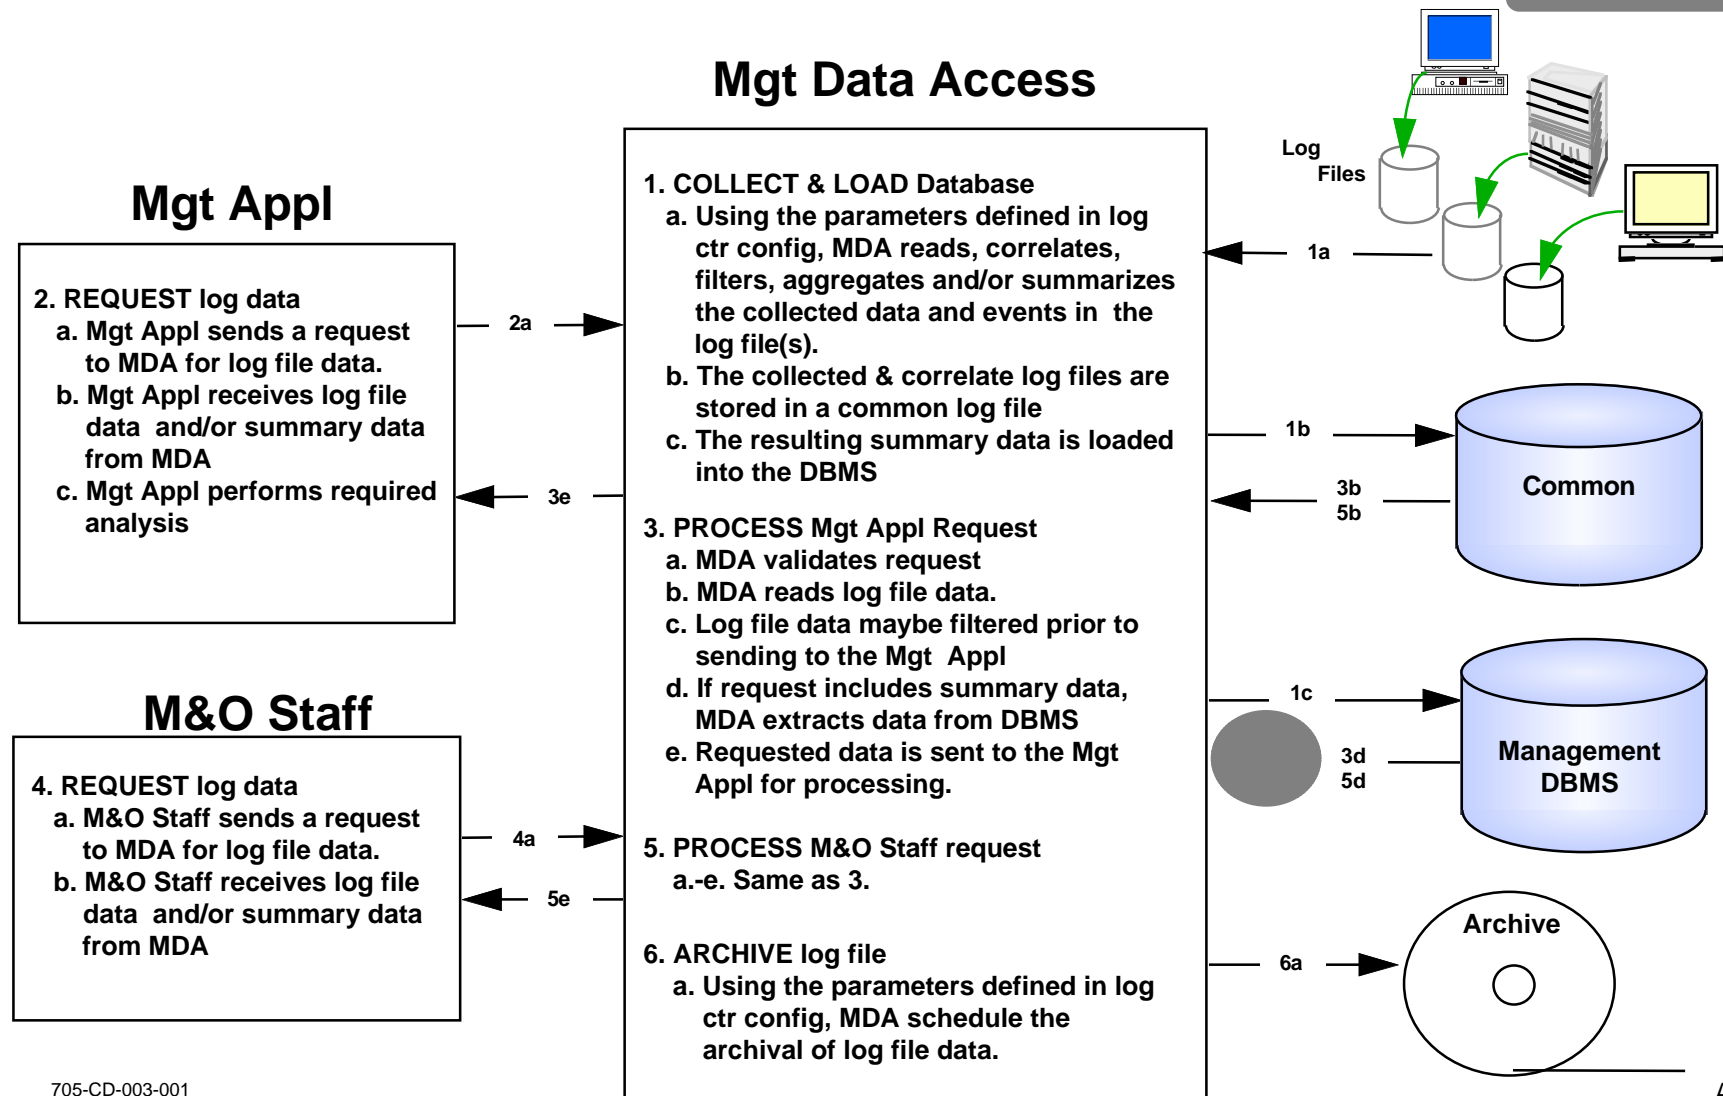 Mgt Data Access
Mgt Appl
2. REQUEST log data
a. Mgt Appl sends a request
to MDA for log file data.
b. Mgt Appl receives log file
data and/or summary data
from MDA
c. Mgt Appl performs required
analysis
M&O Staff
4. REQUEST log data
a. M&O Staff sends a request
to MDA for log file data.
b. M&O Staff receives log file
data and/or summary data
from MDA
2a
3e
4a
5e
1. COLLECT & LOAD Database
a. Using the parameters defined in log
ctr config, MDA reads, correlates,
filters, aggregates and/or summarizes
the collected data and events in the
log file(s).
b. The collected & correlate log files are
stored in a common log file
c. The resulting summary data is loaded
into the DBMS
3. PROCESS Mgt Appl Request
a. MDA validates request
b. MDA reads log file data.
c. Log file data maybe filtered prior to
sending to the Mgt Appl
d. If request includes summary data,
MDA extracts data from DBMS
e. Requested data is sent to the Mgt
Appl for processing.
5. PROCESS M&O Staff request
a.-e. Same as 3.
6. ARCHIVE log file
a. Using the parameters defined in log
ctr config, MDA schedule the
archival of log file data.
Log
Files
1a
1b
3b
5b
Common
1c
3d
5d
Management
DBMS
6a
Archive
705-CD-003-001